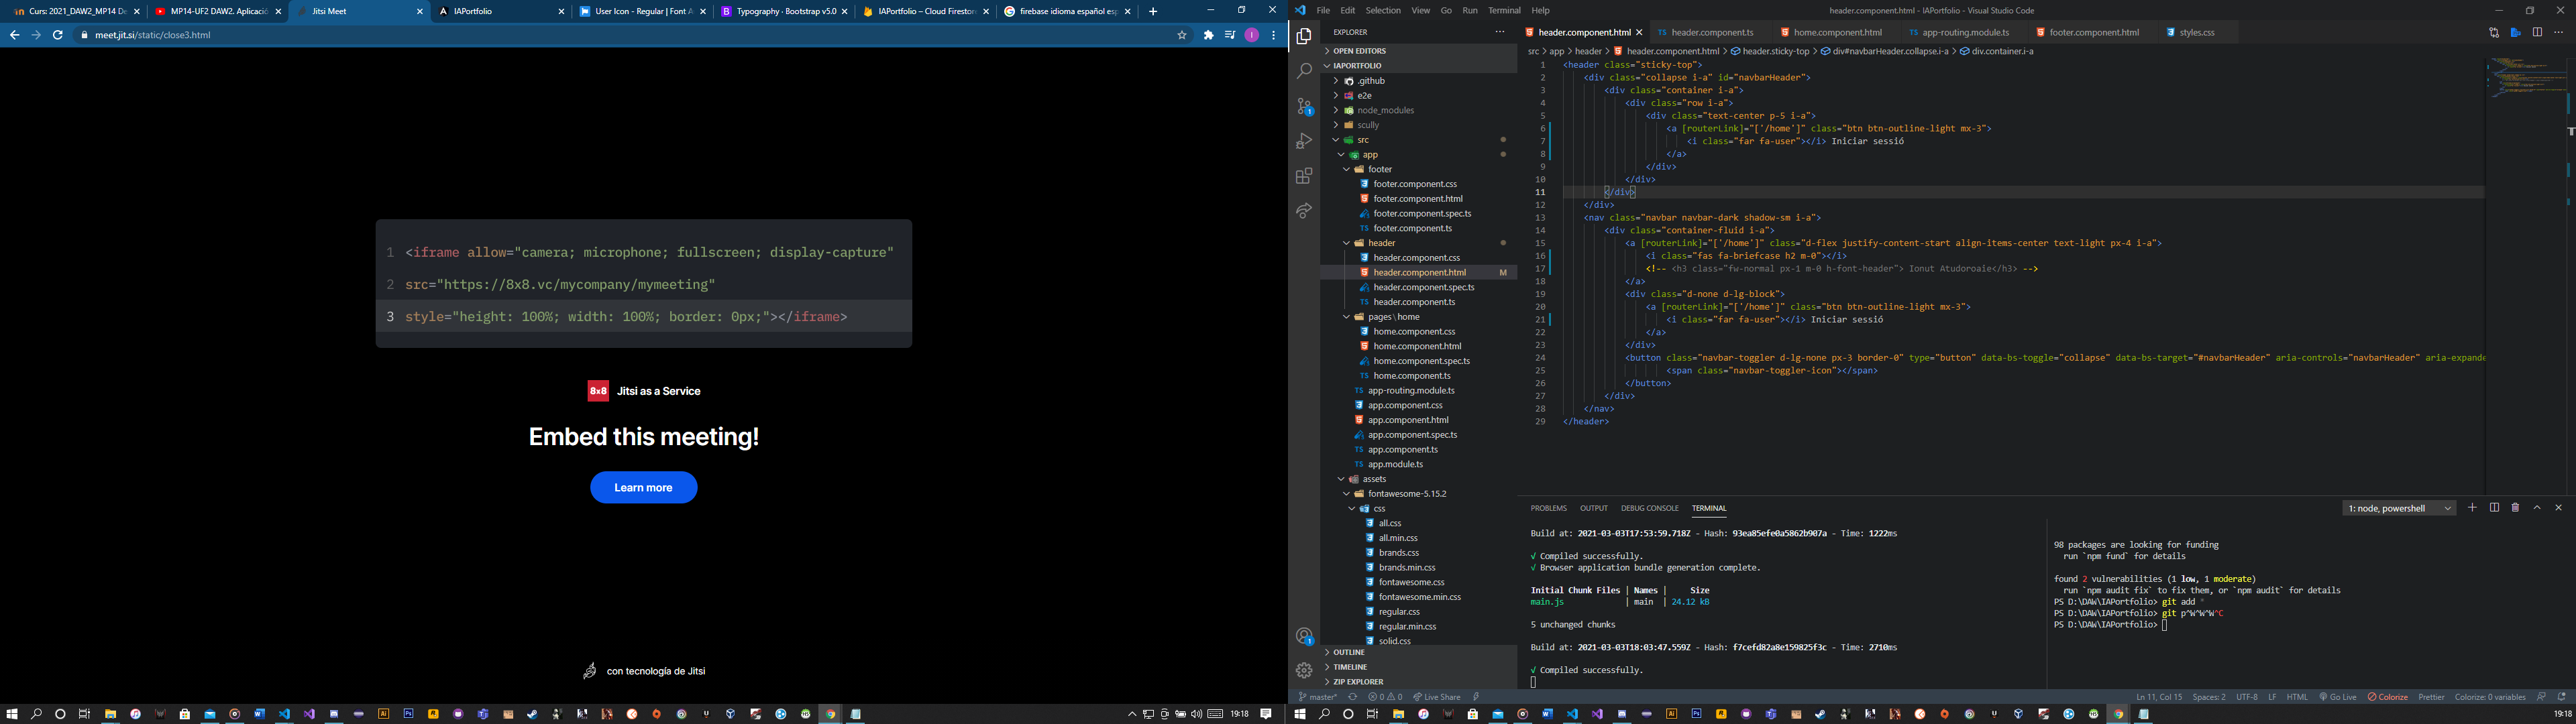 Curs: 2021_DAW2_MP14 De
MP14-UF2 DAW2. Aplicació
Jitsi Meet
IAPortfolio
User Icon - Regular | Font A
Typography · Bootstrap v5.0
IAPortfolio – Cloud Firestore
firebase idioma español esp
meet.jit.si/static/close3.html
1 <iframe allow="camera; microphone; fullscreen; display-capture"
2 src="https://8x8.vc/mycompany/mymeeting"
3 style="height: 100%; width: 100%; border: 0px;"></iframe>
8x8 Jitsi as a Service
Embed this meeting!
Learn more
con tecnología de Jitsi
19:18
File Edit Selection View Go Run Terminal Help
header.component.html - IAPortfolio - Visual Studio Code
EXPLORER
OPEN EDITORS
IAPORTFOLIO
.github
e2e
node_modules
scully
src
app
footer
footer.component.css
footer.component.html
footer.component.spec.ts
footer.component.ts
header
header.component.css
header.component.html M
header.component.spec.ts
header.component.ts
pages \ home
home.component.css
home.component.html
home.component.spec.ts
home.component.ts
app-routing.module.ts
app.component.css
app.component.html
app.component.spec.ts
app.component.ts
app.module.ts
assets
fontawesome-5.15.2
css
all.css
all.min.css
brands.css
brands.min.css
fontawesome.css
fontawesome.min.css
regular.css
regular.min.css
solid.css
OUTLINE
TIMELINE
ZIP EXPLORER
header.component.html
header.component.ts
home.component.html
app-routing.module.ts
footer.component.html
styles.css
src > app > header > header.component.html > header.sticky-top > div#navbarHeader.collapse.i-a > div.container.i-a
1 <header class="sticky-top">
2 <div class="collapse i-a" id="navbarHeader">
3 <div class="container i-a">
4 <div class="row i-a">
5 <div class="text-center p-5 i-a">
6 <a [routerLink]="['/home']" class="btn btn-outline-light mx-3">
7 <i class="far fa-user"></i> Iniciar sessió
8 </a>
9 </div>
10 </div>
11 </div>
12 </div>
13 <nav class="navbar navbar-dark shadow-sm i-a">
14 <div class="container-fluid i-a">
15 <a [routerLink]="['/home']" class="d-flex justify-content-start align-items-center text-light px-4 i-a">
16 <i class="fas fa-briefcase h2 m-0"></i>
17 <!-- <h3 class="fw-normal px-1 m-0 h-font-header"> Ionut Atudoroaie</h3> -->
18 </a>
19 <div class="d-none d-lg-block">
20 <a [routerLink]="['/home']" class="btn btn-outline-light mx-3">
21 <i class="far fa-user"></i> Iniciar sessió
22 </a>
23 </div>
24 <button class="navbar-toggler d-lg-none px-3 border-0" type="button" data-bs-toggle="collapse" data-bs-target="#navbarHeader" aria-controls="navbarHeader" aria-expande
25 <span class="navbar-toggler-icon"></span>
26 </button>
27 </div>
28 </nav>
29 </header>
PROBLEMS OUTPUT DEBUG CONSOLE TERMINAL
1: node, powershell
Build at: 2021-03-03T17:53:59.718Z - Hash: 93ea85efe0a5862b907a - Time: 1222ms
√ Compiled successfully.
√ Browser application bundle generation complete.
Initial Chunk Files | Names | Size
main.js | main | 24.12 kB
5 unchanged chunks
Build at: 2021-03-03T18:03:47.559Z - Hash: f7cefd82a8e159825f3c - Time: 2710ms
√ Compiled successfully.
98 packages are looking for funding
run `npm fund` for details
found 2 vulnerabilities (1 low, 1 moderate)
run `npm audit fix` to fix them, or `npm audit` for details
PS D:\DAW\IAPortfolio> git add *
PS D:\DAW\IAPortfolio> git p^W^W^W^C
PS D:\DAW\IAPortfolio>
master* 0 0 Live Share
Ln 11, Col 15 Spaces: 2 UTF-8 LF HTML Go Live Colorize Prettier Colorize: 0 variables
19:18